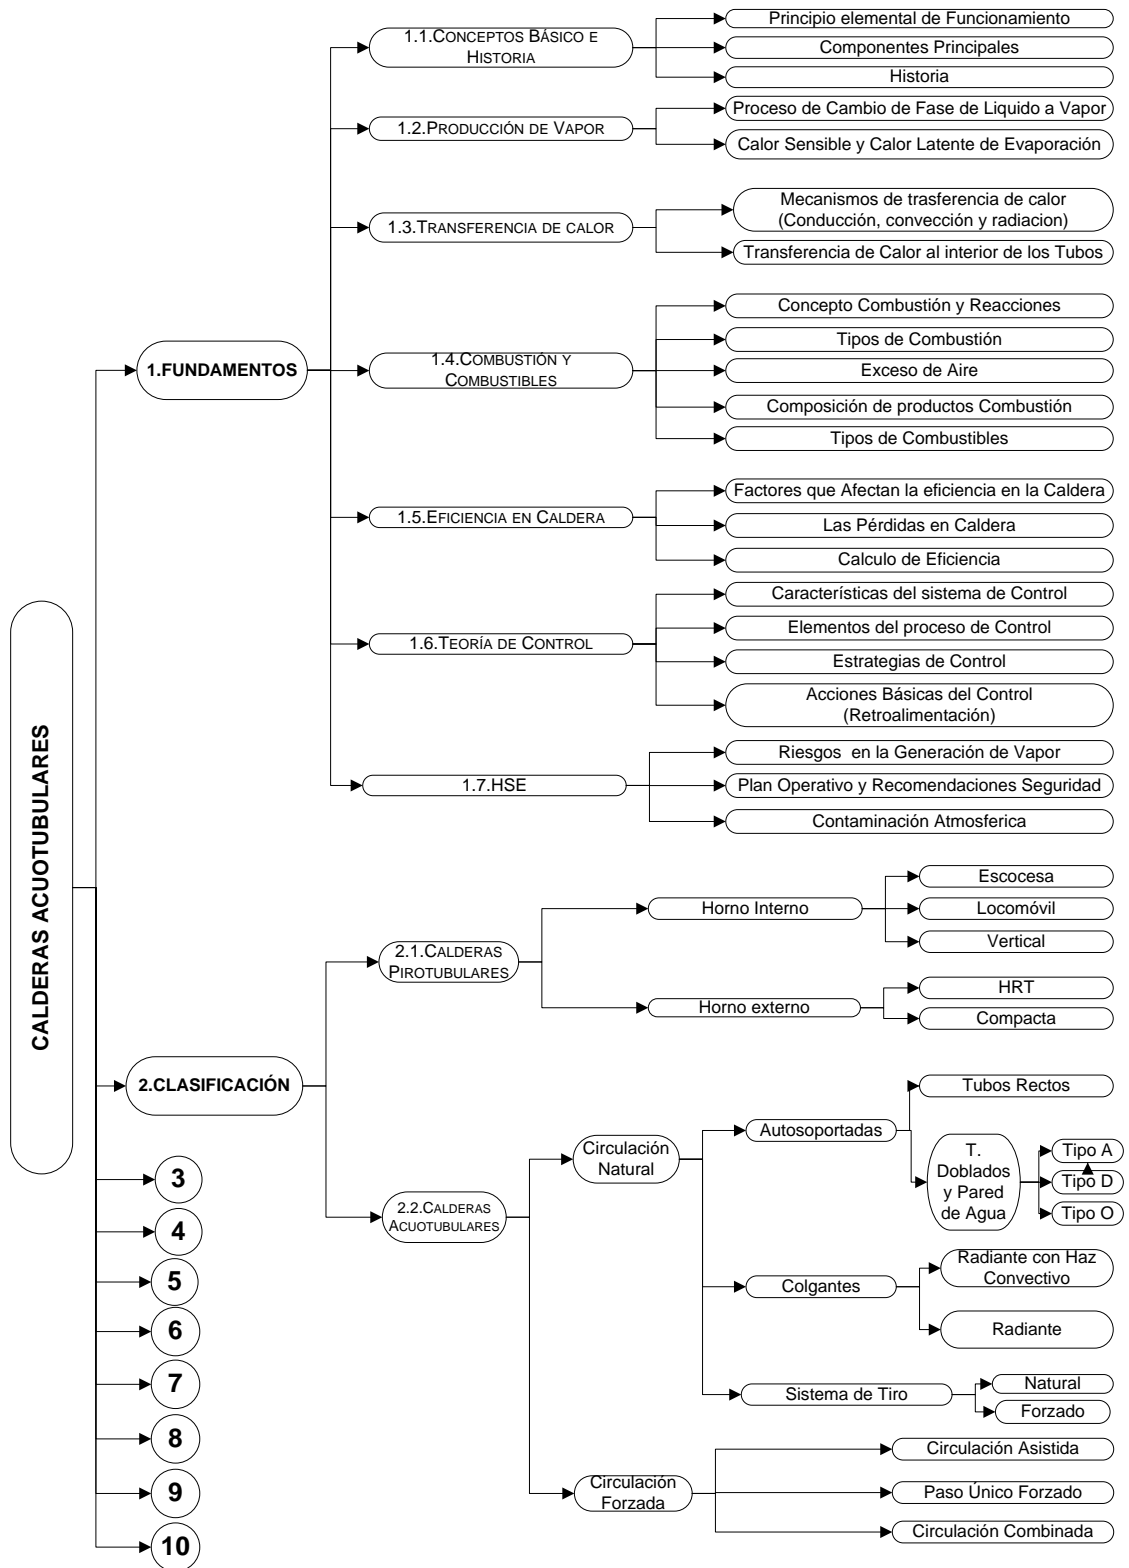 CALDERAS ACUOTUBULARES
1.FUNDAMENTOS
1.1.CONCEPTOS BÁSICO E
HISTORIA
Principio elemental de Funcionamiento
Componentes Principales
Historia
1.2.PRODUCCIÓN DE VAPOR
Proceso de Cambio de Fase de Liquido a Vapor
Calor Sensible y Calor Latente de Evaporación
1.3.TRANSFERENCIA DE CALOR
Mecanismos de trasferencia de calor
(Conducción, convección y radiacion)
Transferencia de Calor al interior de los Tubos
1.4.COMBUSTIÓN Y
COMBUSTIBLES
Concepto Combustión y Reacciones
Tipos de Combustión
Exceso de Aire
Composición de productos Combustión
Tipos de Combustibles
1.5.EFICIENCIA EN CALDERA
Factores que Afectan la eficiencia en la Caldera
Las Pérdidas en Caldera
Calculo de Eficiencia
1.6.TEORÍA DE CONTROL
Características del sistema de Control
Elementos del proceso de Control
Estrategias de Control
Acciones Básicas del Control
(Retroalimentación)
1.7.HSE
Riesgos en la Generación de Vapor
Plan Operativo y Recomendaciones Seguridad
Contaminación Atmosferica
2.CLASIFICACIÓN
2.1.CALDERAS
PIROTUBULARES
Horno Interno
Escocesa
Locomóvil
Vertical
Horno externo
HRT
Compacta
2.2.CALDERAS
ACUOTUBULARES
Circulación
Natural
Autosoportadas
Tubos Rectos
T.
Doblados
y Pared
de Agua
Tipo A
Tipo D
Tipo O
Colgantes
Radiante con Haz
Convectivo
Radiante
Sistema de Tiro
Natural
Forzado
Circulación
Forzada
Circulación Asistida
Paso Único Forzado
Circulación Combinada
3
4
5
6
7
8
9
10